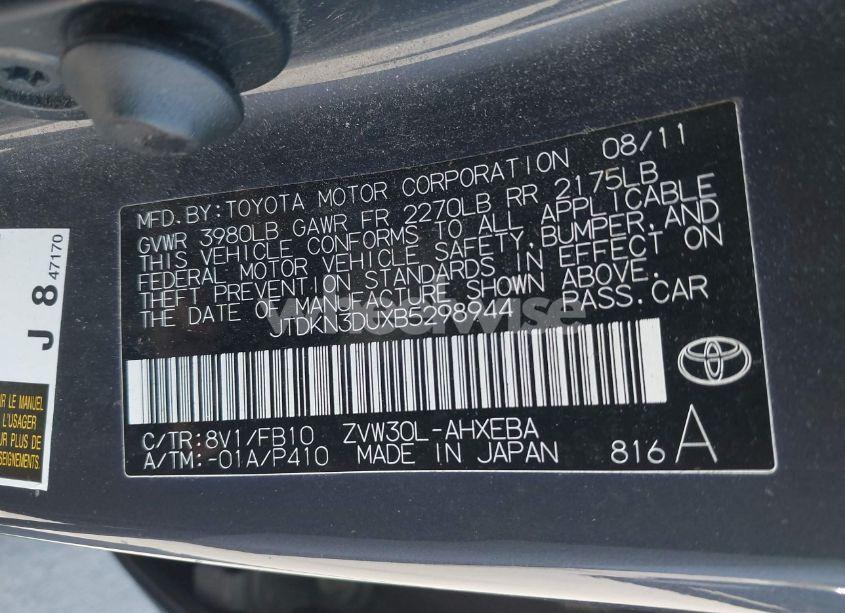 MFD. BY: TOYOTA MOTOR CORPORATION 08/11
GVWR 3980LB GAWR FR 2270LB RR 2175LB
THIS VEHICLE CONFORMS TO ALL APPLICABLE
FEDERAL MOTOR VEHICLE SAFETY, BUMPER, AND
THEFT PREVENTION STANDARDS IN EFFECT ON
THE DATE OF MANUFACTURE SHOWN ABOVE.
JTDKN3DUXB5298944 PASS. CAR
C/TR: 8V1/FB10 ZVW30L-AHXEBA
A/TM: -01A/P410 MADE IN JAPAN 816 A
J 8 47170
LE MANUEL
L'USAGER
UR PLUS DE